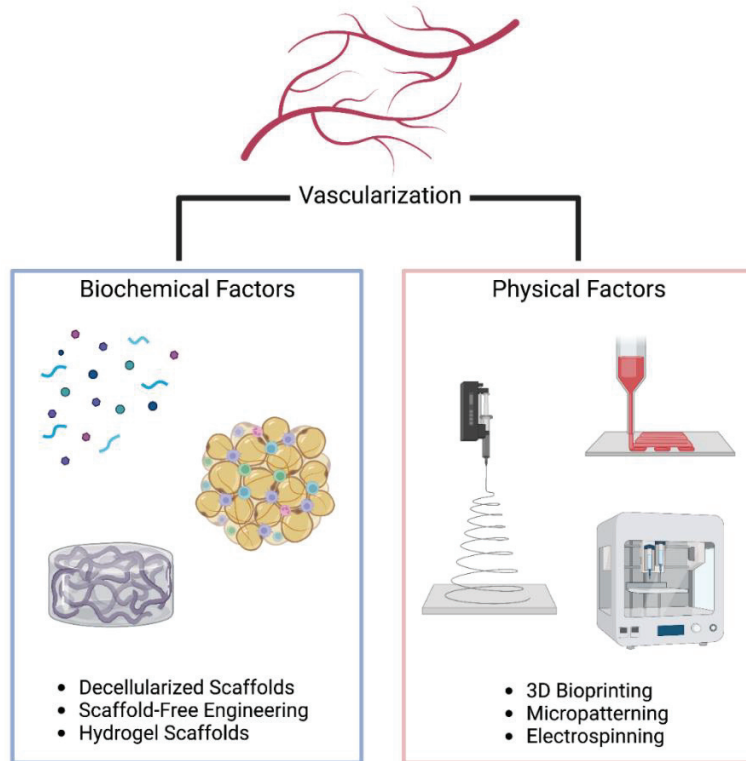 Vascularization
Biochemical Factors
• Decellularized Scaffolds
• Scaffold-Free Engineering
• Hydrogel Scaffolds
Physical Factors
• 3D Bioprinting
• Micropatterning
• Electrospinning